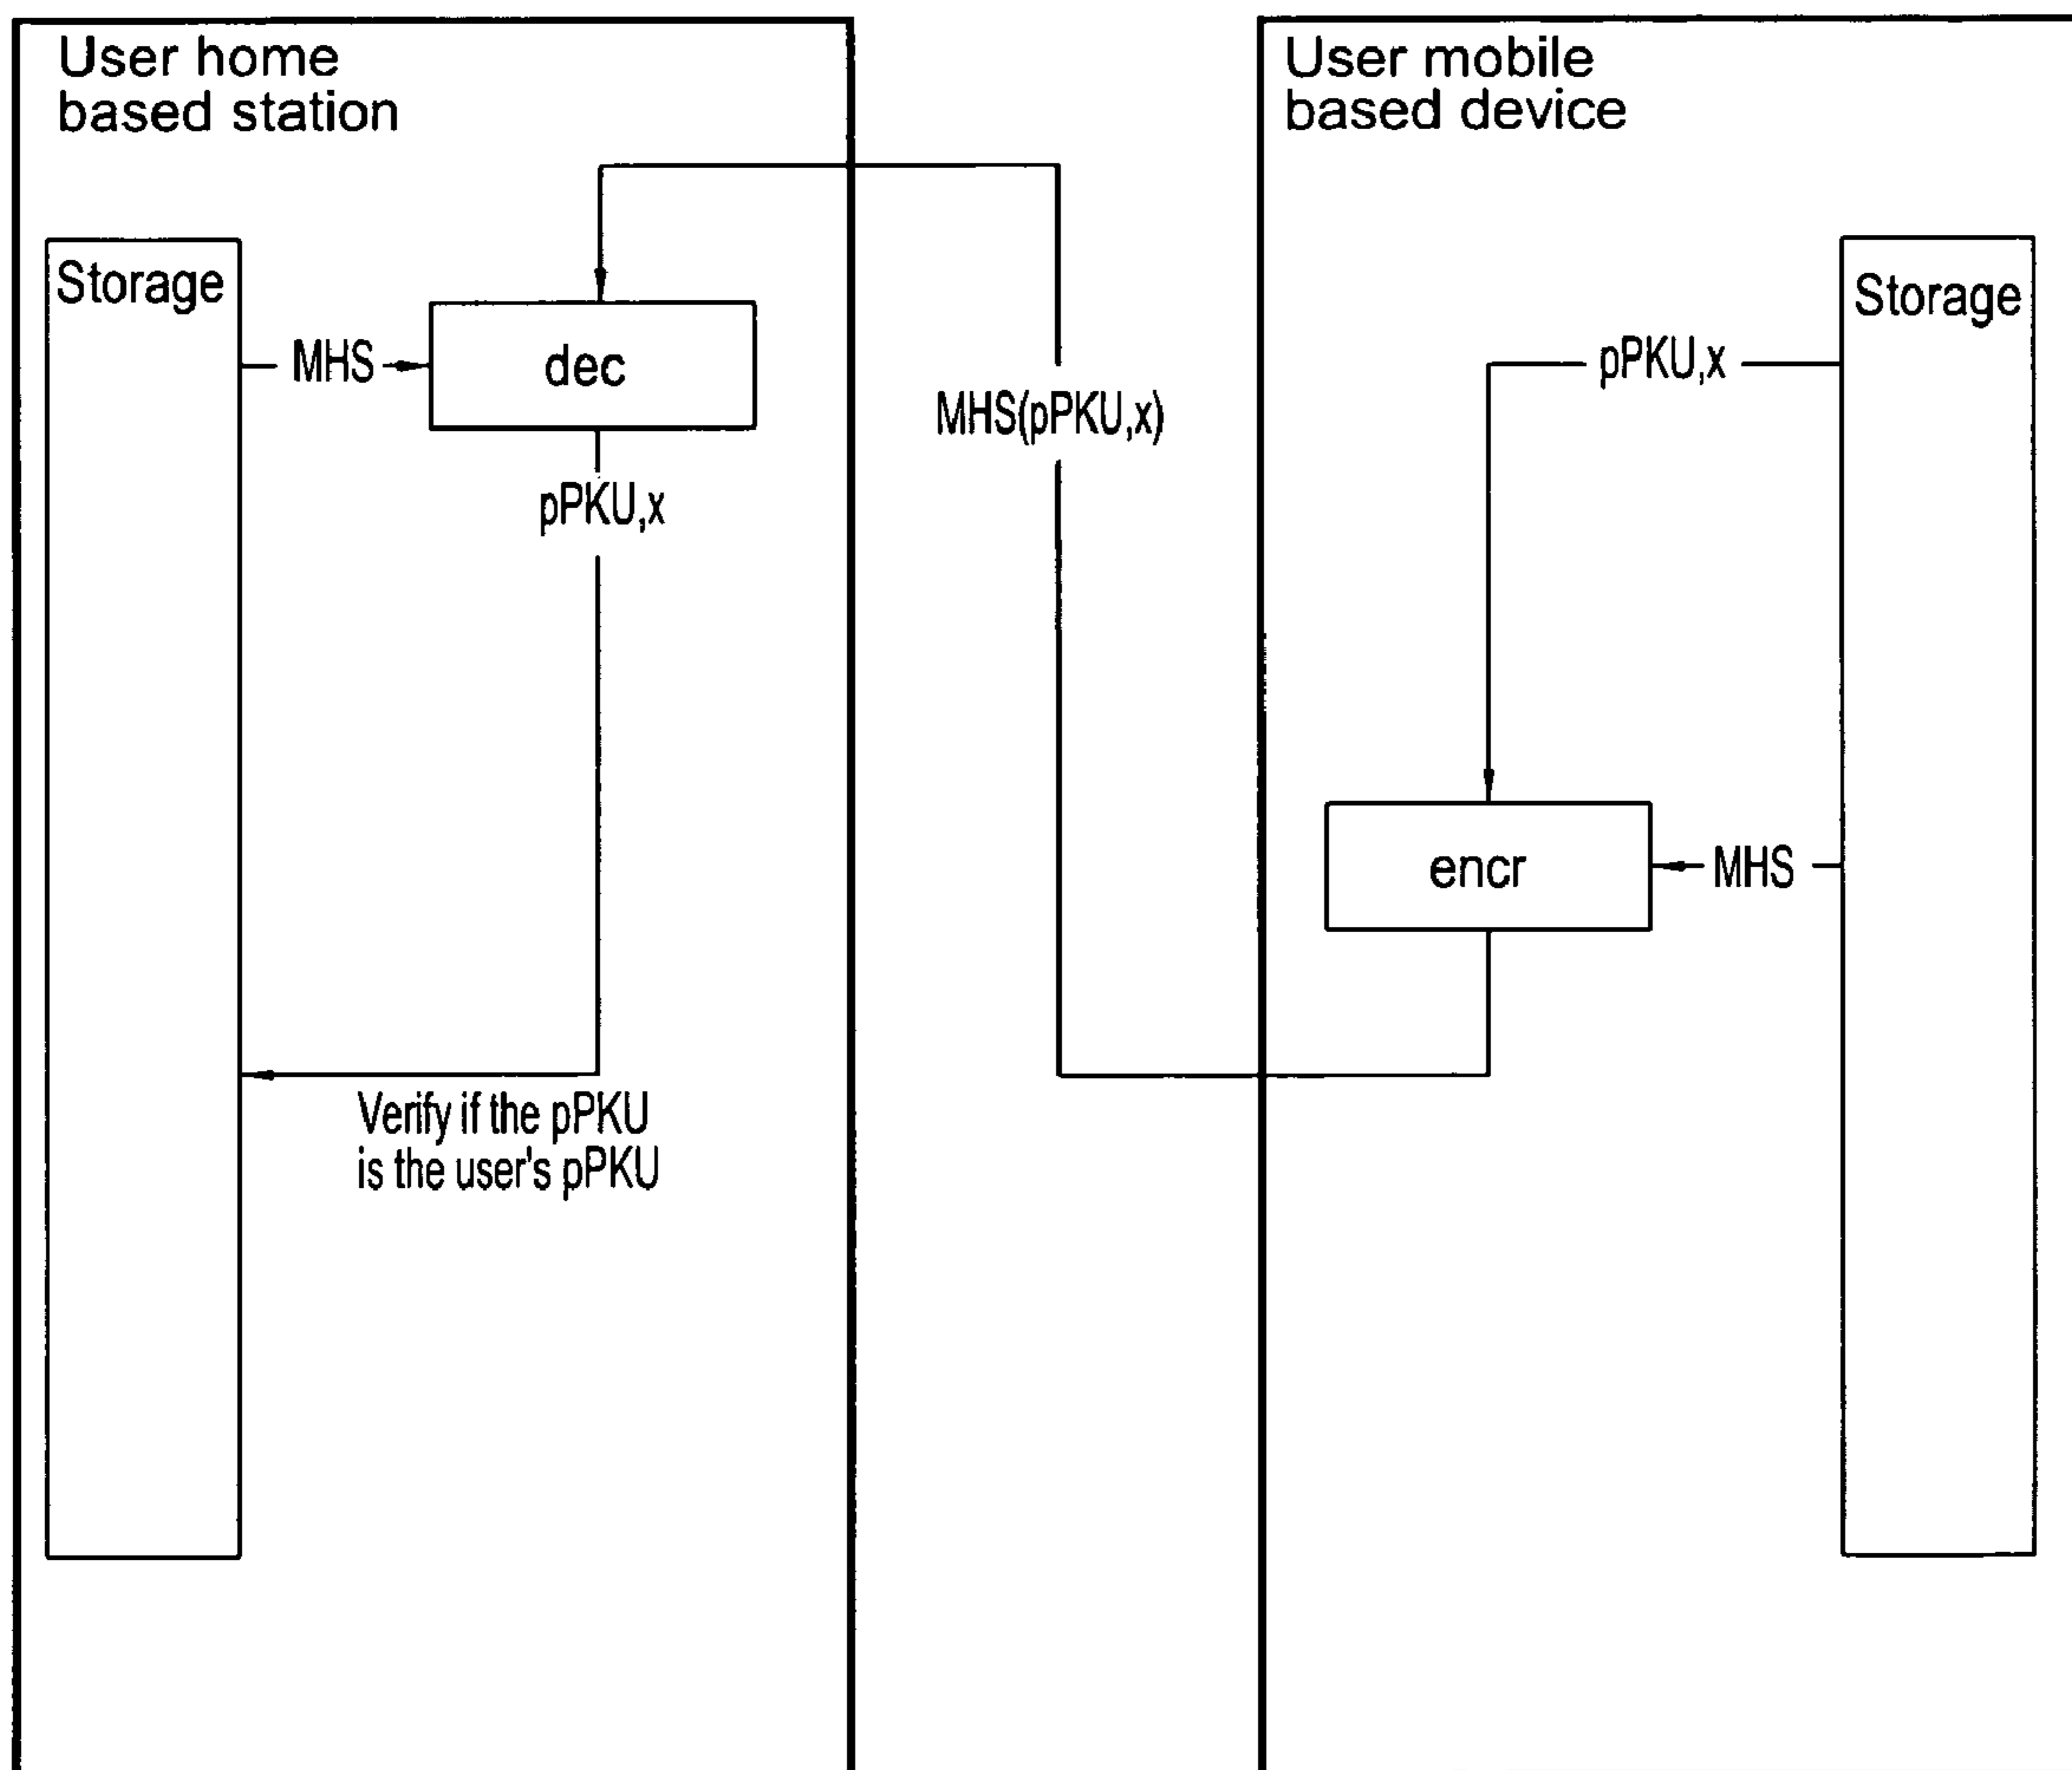 User home
based station
User mobile
based device
Storage
MHS
dec
pPKU,x
MHS(pPKU,x)
Storage
pPKU,x
encr
MHS
Verify if the pPKU
is the user's pPKU